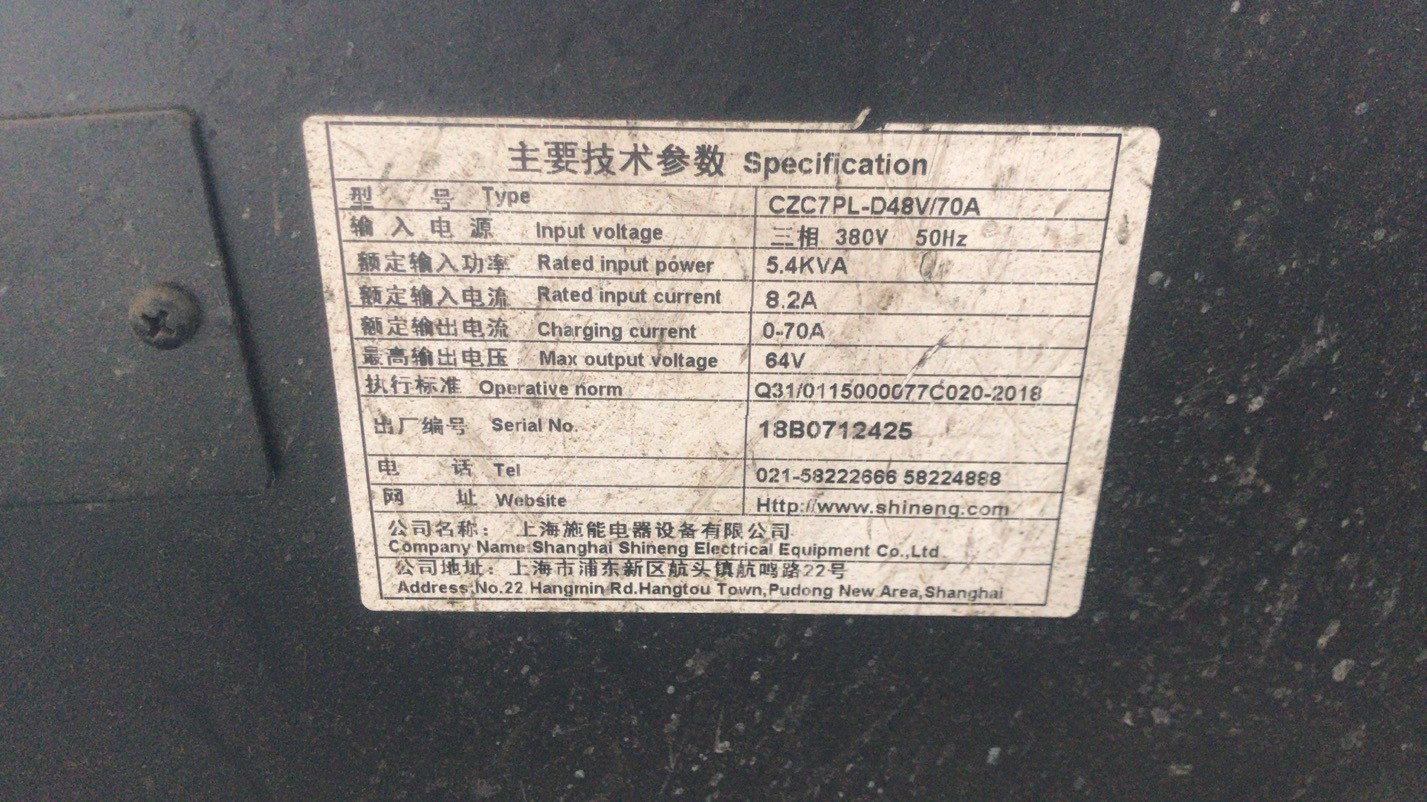 主要技术参数 Specification
型 号 Type CZC7PL-D48V/70A
输入电源 Input voltage 三相 380V 50Hz
额定输入功率 Rated input power 5.4KVA
额定输入电流 Rated input current 8.2A
额定输出电流 Charging current 0-70A
最高输出电压 Max output voltage 64V
执行标准 Operative norm Q31/0115000077C020-2018
出厂编号 Serial No. 18B0712425
电 话 Tel 021-58222666 58224888
网 址 Website Http://www.shineng.com
公司名称： 上海施能电器设备有限公司
Company Name:Shanghai Shineng Electrical Equipment Co.,Ltd.
公司地址：上海市浦东新区航头镇航鸣路22号
Address:No.22 Hangmin Rd.Hangtou Town,Pudong New Area,Shanghai